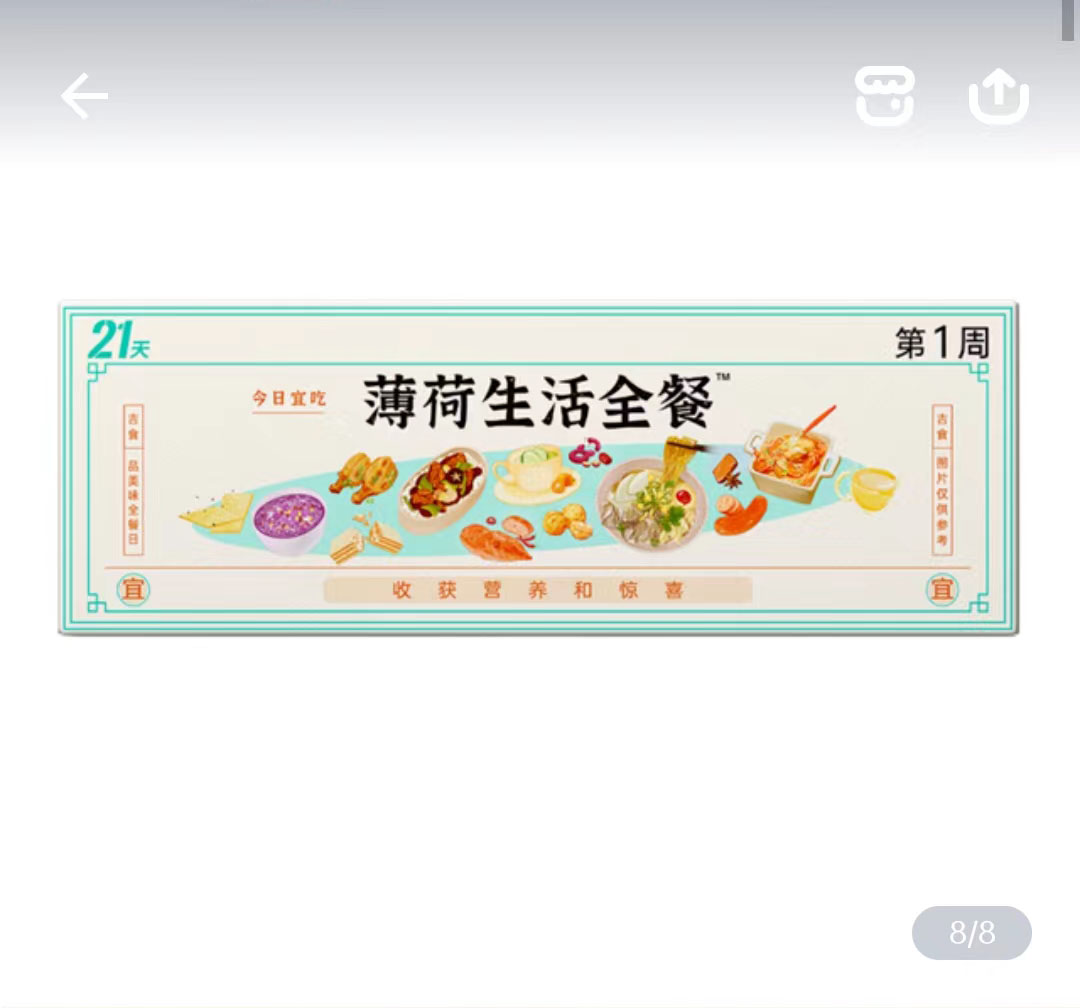 21天
第1周
今日宜吃
薄荷生活全餐™
吉食 品美味全餐日
吉食 图片仅供参考
宜
收获营养和惊喜
宜
8/8